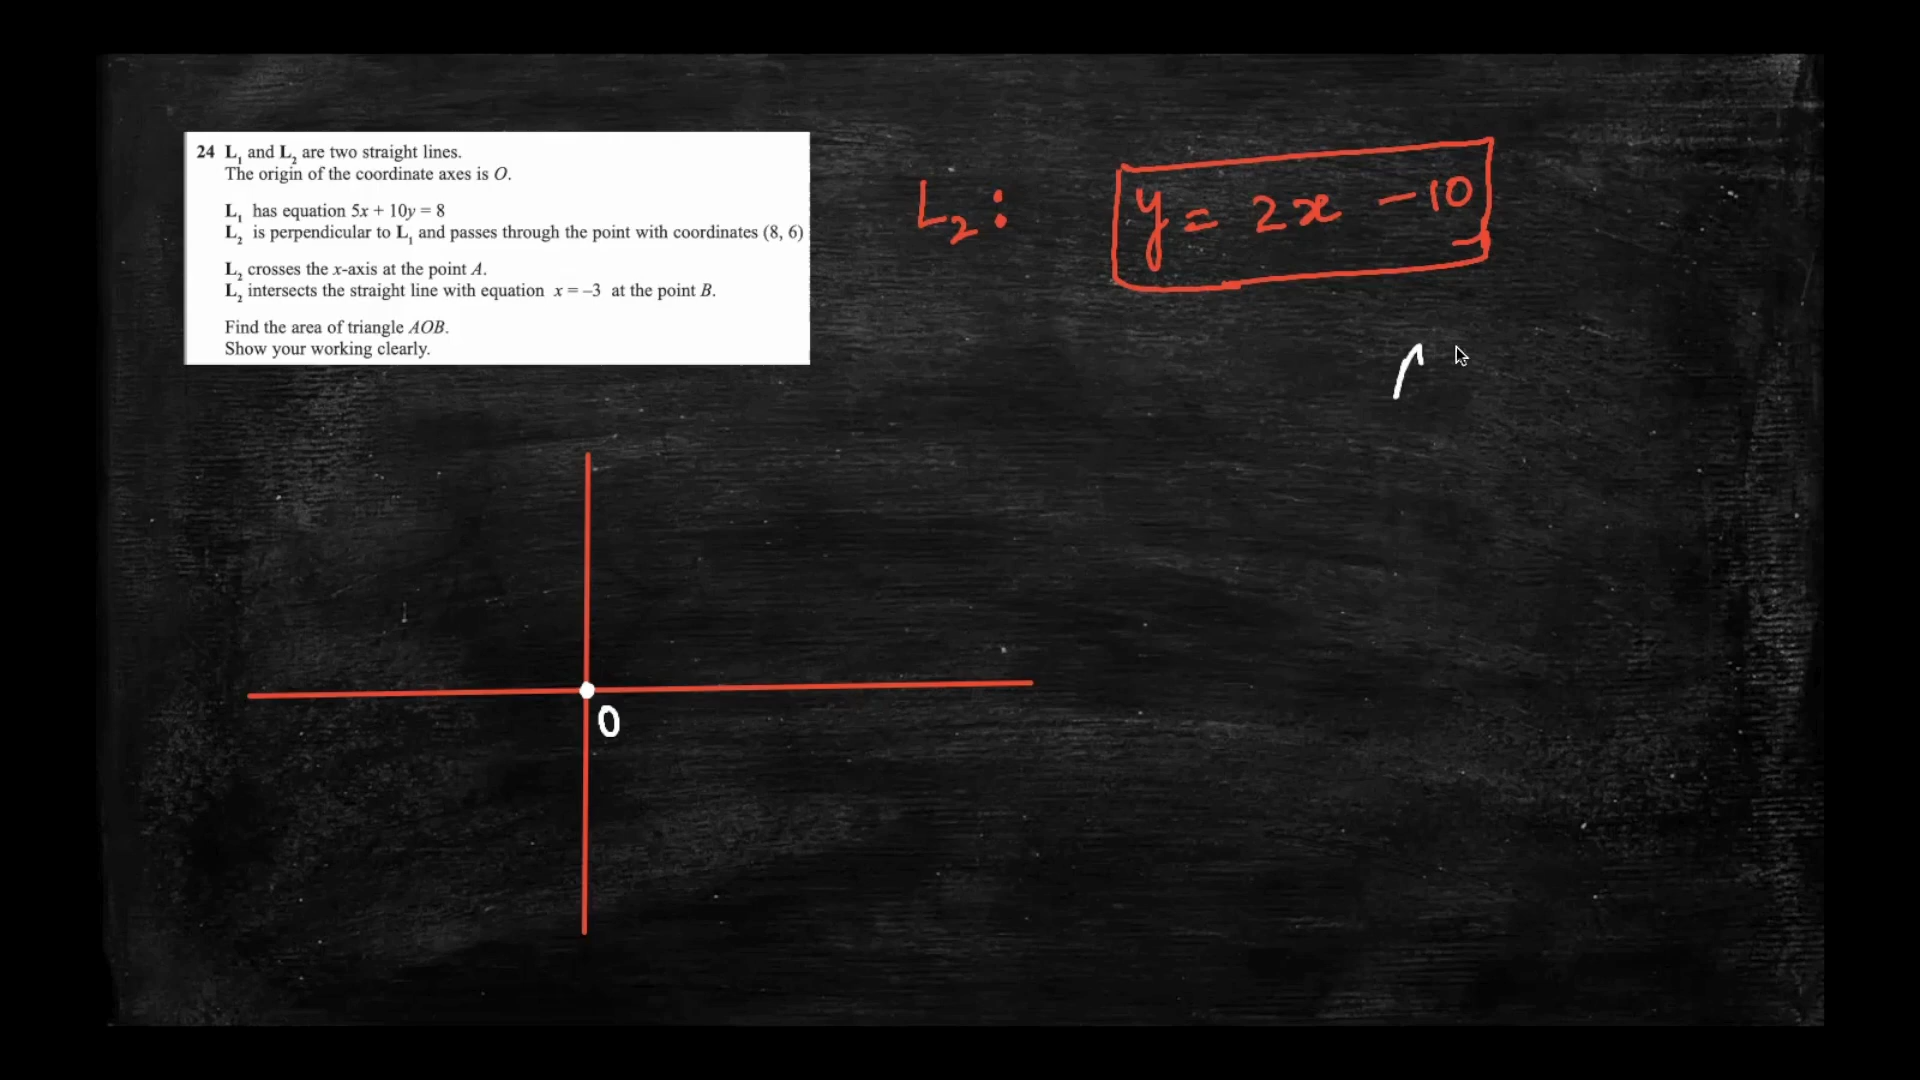 24 L₁ and L₂ are two straight lines.
The origin of the coordinate axes is O.
L₁ has equation 5x + 10y = 8
L₂ is perpendicular to L₁ and passes through the point with coordinates (8, 6)
L₂ crosses the x-axis at the point A.
L₂ intersects the straight line with equation x = –3 at the point B.
Find the area of triangle AOB.
Show your working clearly.
L₂: y = 2x - 10
O